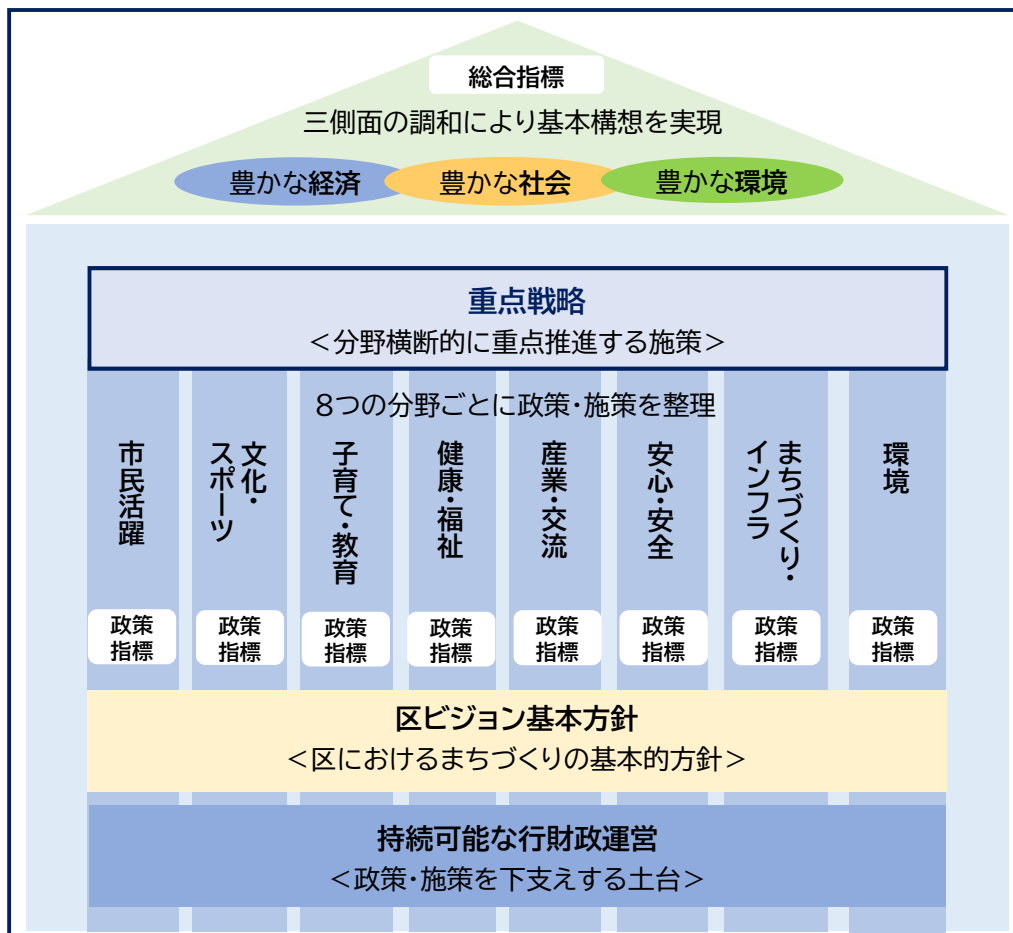 総合指標
三側面の調和により基本構想を実現
豊かな経済
豊かな社会
豊かな環境
重点戦略
＜分野横断的に重点推進する施策＞
8つの分野ごとに政策・施策を整理
市民活躍
文化・
スポーツ
子育て・教育
健康・福祉
産業・交流
安心・安全
まちづくり・
インフラ
環境
政策
指標
政策
指標
政策
指標
政策
指標
政策
指標
政策
指標
政策
指標
政策
指標
区ビジョン基本方針
＜区におけるまちづくりの基本的方針＞
持続可能な行財政運営
＜政策・施策を下支えする土台＞